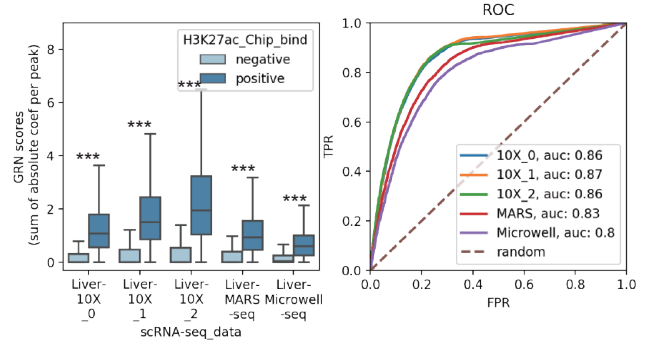 ROC
H3K27ac_Chip_bind
negative
positive
GRN scores
(sum of absolute coef per peak)
8
6
4
2
0
***
***
***
***
***
Liver-
10X
_0
Liver-
10X
_1
Liver-
10X
_2
Liver-
MARS
-seq
Liver-
Microwell
-seq
scRNA-seq_data
TPR
1.0
0.8
0.6
0.4
0.2
0.0
10X_0, auc: 0.86
10X_1, auc: 0.87
10X_2, auc: 0.86
MARS, auc: 0.83
Microwell, auc: 0.8
random
0.0 0.2 0.4 0.6 0.8 1.0
FPR